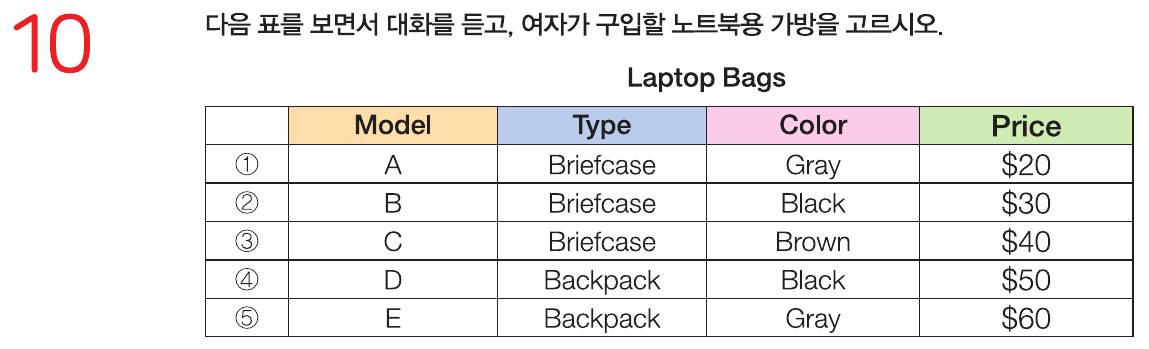 10
다음 표를 보면서 대화를 듣고, 여자가 구입할 노트북용 가방을 고르시오.
Laptop Bags
Model Type Color Price
① A Briefcase Gray $20
② B Briefcase Black $30
③ C Briefcase Brown $40
④ D Backpack Black $50
⑤ E Backpack Gray $60